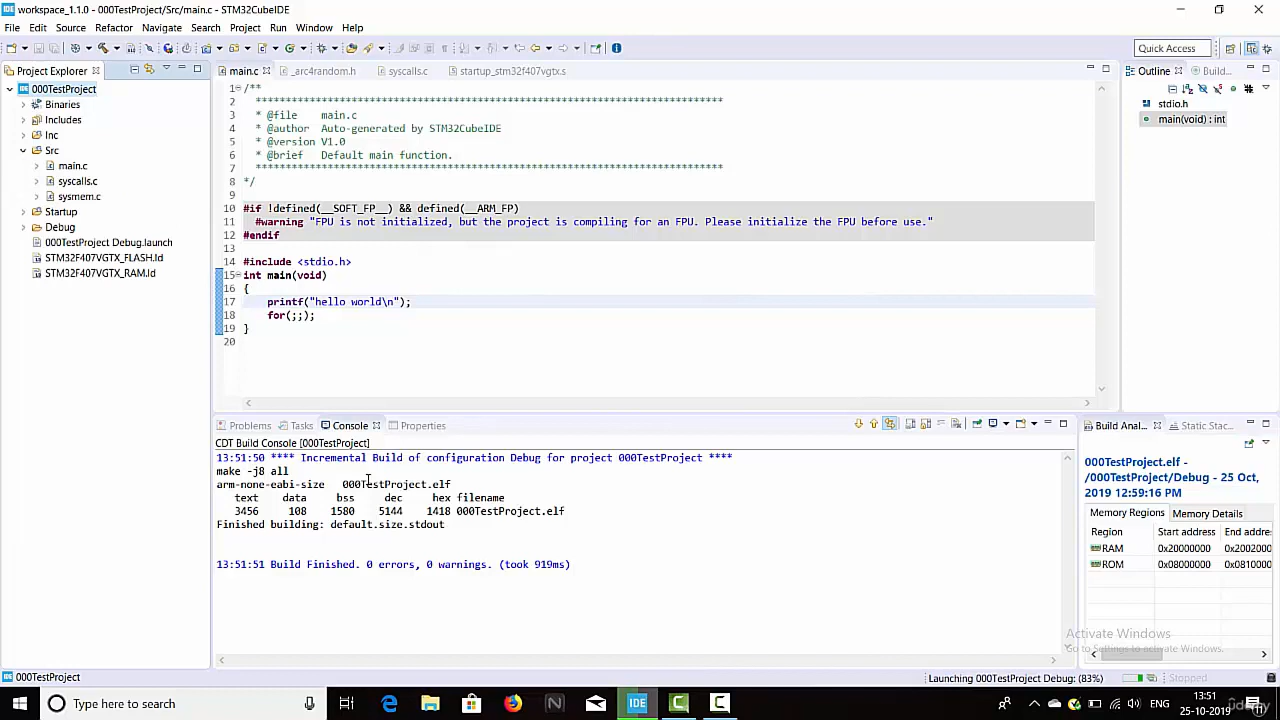 workspace_1.1.0 - 000TestProject/Src/main.c - STM32CubeIDE
File Edit Source Refactor Navigate Search Project Run Window Help
Quick Access
Project Explorer
000TestProject
Binaries
Includes
Inc
Src
main.c
syscalls.c
sysmem.c
Startup
Debug
000TestProject Debug.launch
STM32F407VGTX_FLASH.ld
STM32F407VGTX_RAM.ld
main.c _arc4random.h syscalls.c startup_stm32f407vgtx.s
1 /**
2 ******************************************************************************
3 * @file main.c
4 * @author Auto-generated by STM32CubeIDE
5 * @version V1.0
6 * @brief Default main function.
7 ******************************************************************************
8 */
9
10 #if !defined(__SOFT_FP__) && defined(__ARM_FP)
11 #warning "FPU is not initialized, but the project is compiling for an FPU. Please initialize the FPU before use."
12 #endif
13
14 #include <stdio.h>
15 int main(void)
16 {
17 printf("hello world\n");
18 for(;;);
19 }
20
Outline Build...
stdio.h
main(void) : int
Problems Tasks Console Properties
CDT Build Console [000TestProject]
13:51:50 **** Incremental Build of configuration Debug for project 000TestProject ****
make -j8 all
arm-none-eabi-size 000TestProject.elf
text data bss dec hex filename
3456 108 1580 5144 1418 000TestProject.elf
Finished building: default.size.stdout
13:51:51 Build Finished. 0 errors, 0 warnings. (took 919ms)
Build Anal... Static Stac...
000TestProject.elf -
/000TestProject/Debug - 25 Oct,
2019 12:59:16 PM
Memory Regions Memory Details
Region Start address End addres
RAM 0x20000000 0x2002000
ROM 0x08000000 0x0810000
Activate Windows
Go to Settings to activate Windows.
000TestProject
Launching 000TestProject Debug: (83%)
Stopped
Type here to search
ENG
13:51
25-10-2019
Udemy